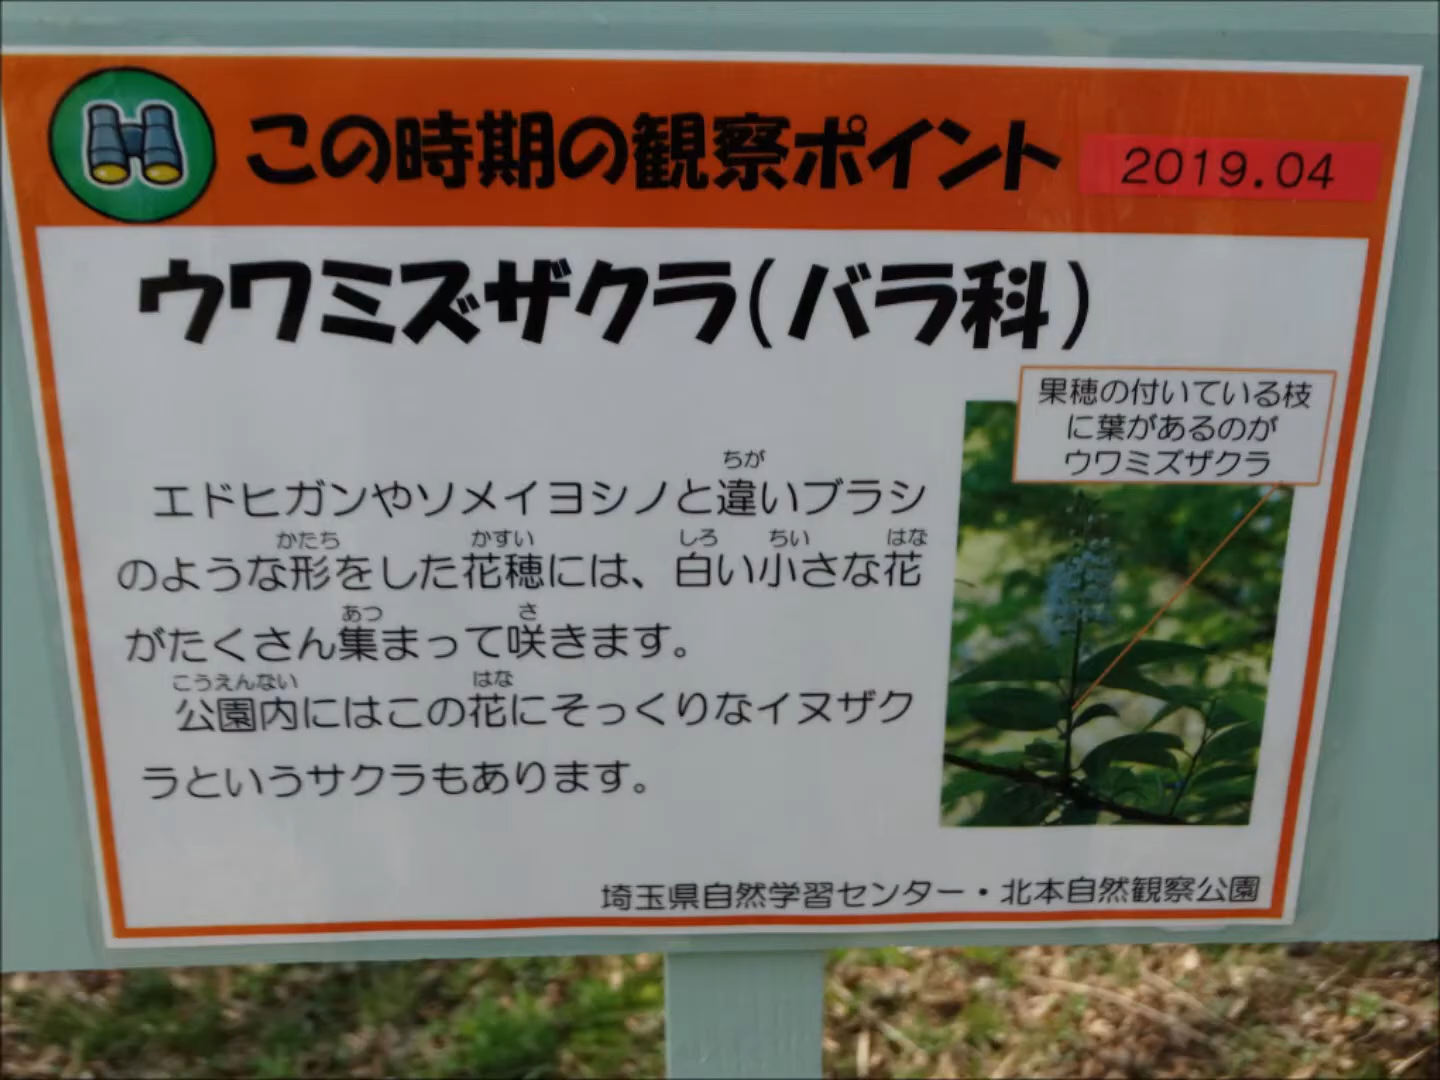 この時期の観察ポイント 2019.04
ウワミズザクラ(バラ科)
果穂の付いている枝
に葉があるのが
ウワミズザクラ
ちが
エドヒガンやソメイヨシノと違いブラシ
かたち かすい しろ ちい はな
のような形をした花穂には、白い小さな花
あつ さ
がたくさん集まって咲きます。
こうえんない はな
公園内にはこの花にそっくりなイヌザク
ラというサクラもあります。
埼玉県自然学習センター・北本自然観察公園